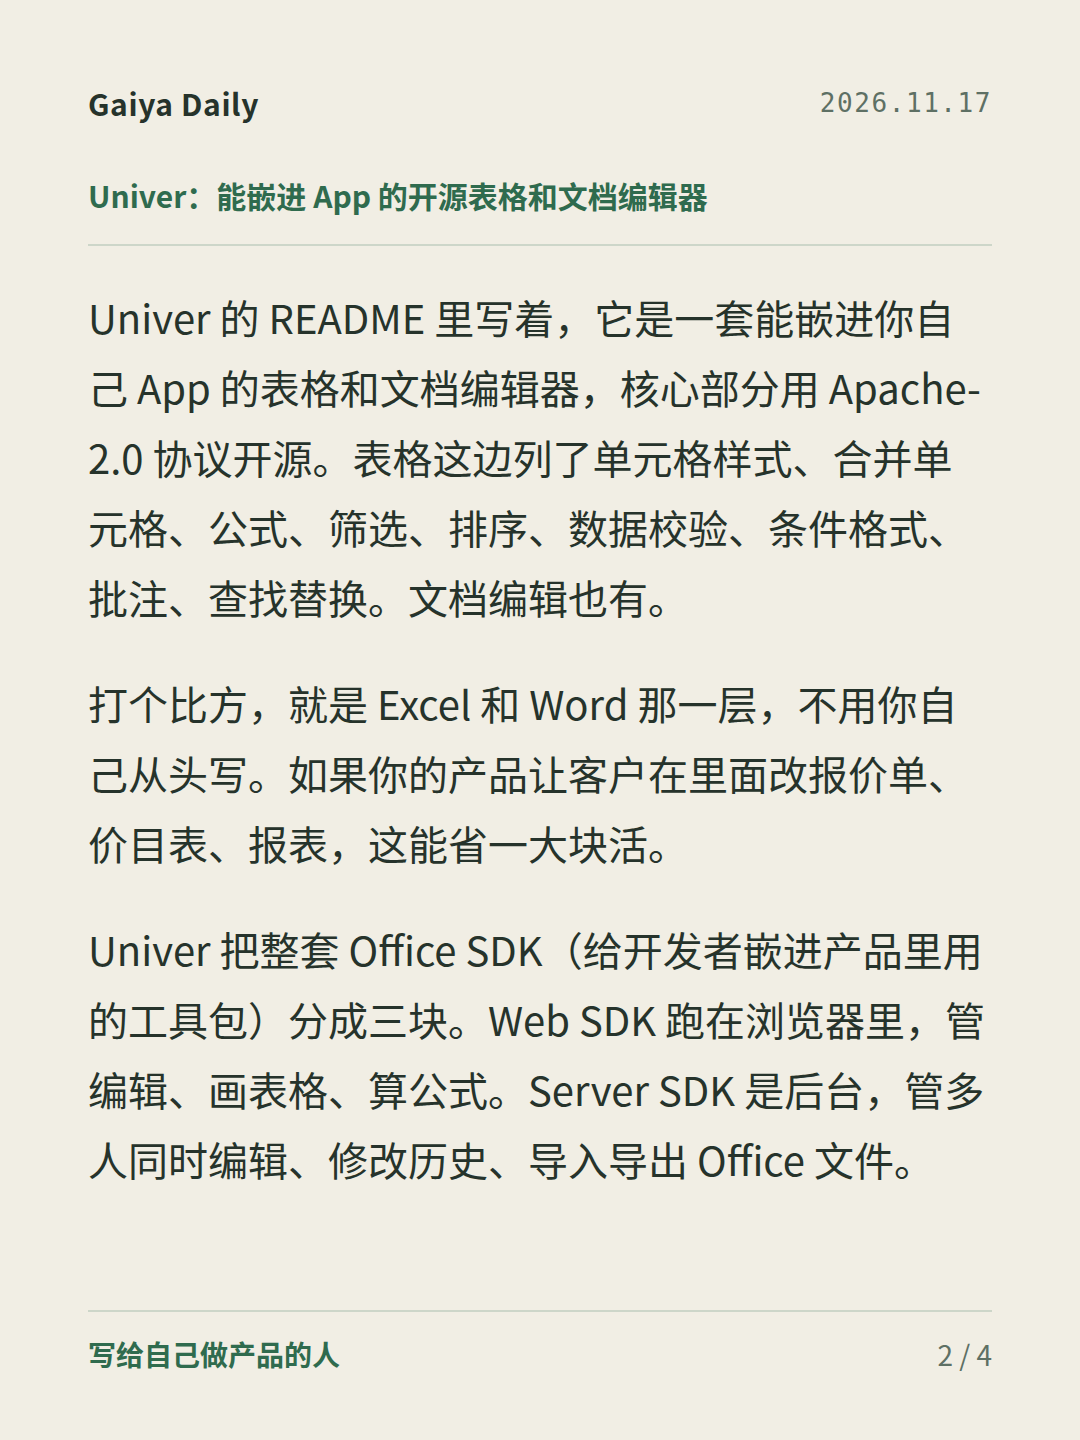 Gaiya Daily
2026.11.17
Univer：能嵌进 App 的开源表格和文档编辑器
Univer 的 README 里写着，它是一套能嵌进你自
己 App 的表格和文档编辑器，核心部分用 Apache-
2.0 协议开源。表格这边列了单元格样式、合并单
元格、公式、筛选、排序、数据校验、条件格式、
批注、查找替换。文档编辑也有。
打个比方，就是 Excel 和 Word 那一层，不用你自
己从头写。如果你的产品让客户在里面改报价单、
价目表、报表，这能省一大块活。
Univer 把整套 Office SDK（给开发者嵌进产品里用
的工具包）分成三块。Web SDK 跑在浏览器里，管
编辑、画表格、算公式。Server SDK 是后台，管多
人同时编辑、修改历史、导入导出 Office 文件。
写给自己做产品的人
2 / 4